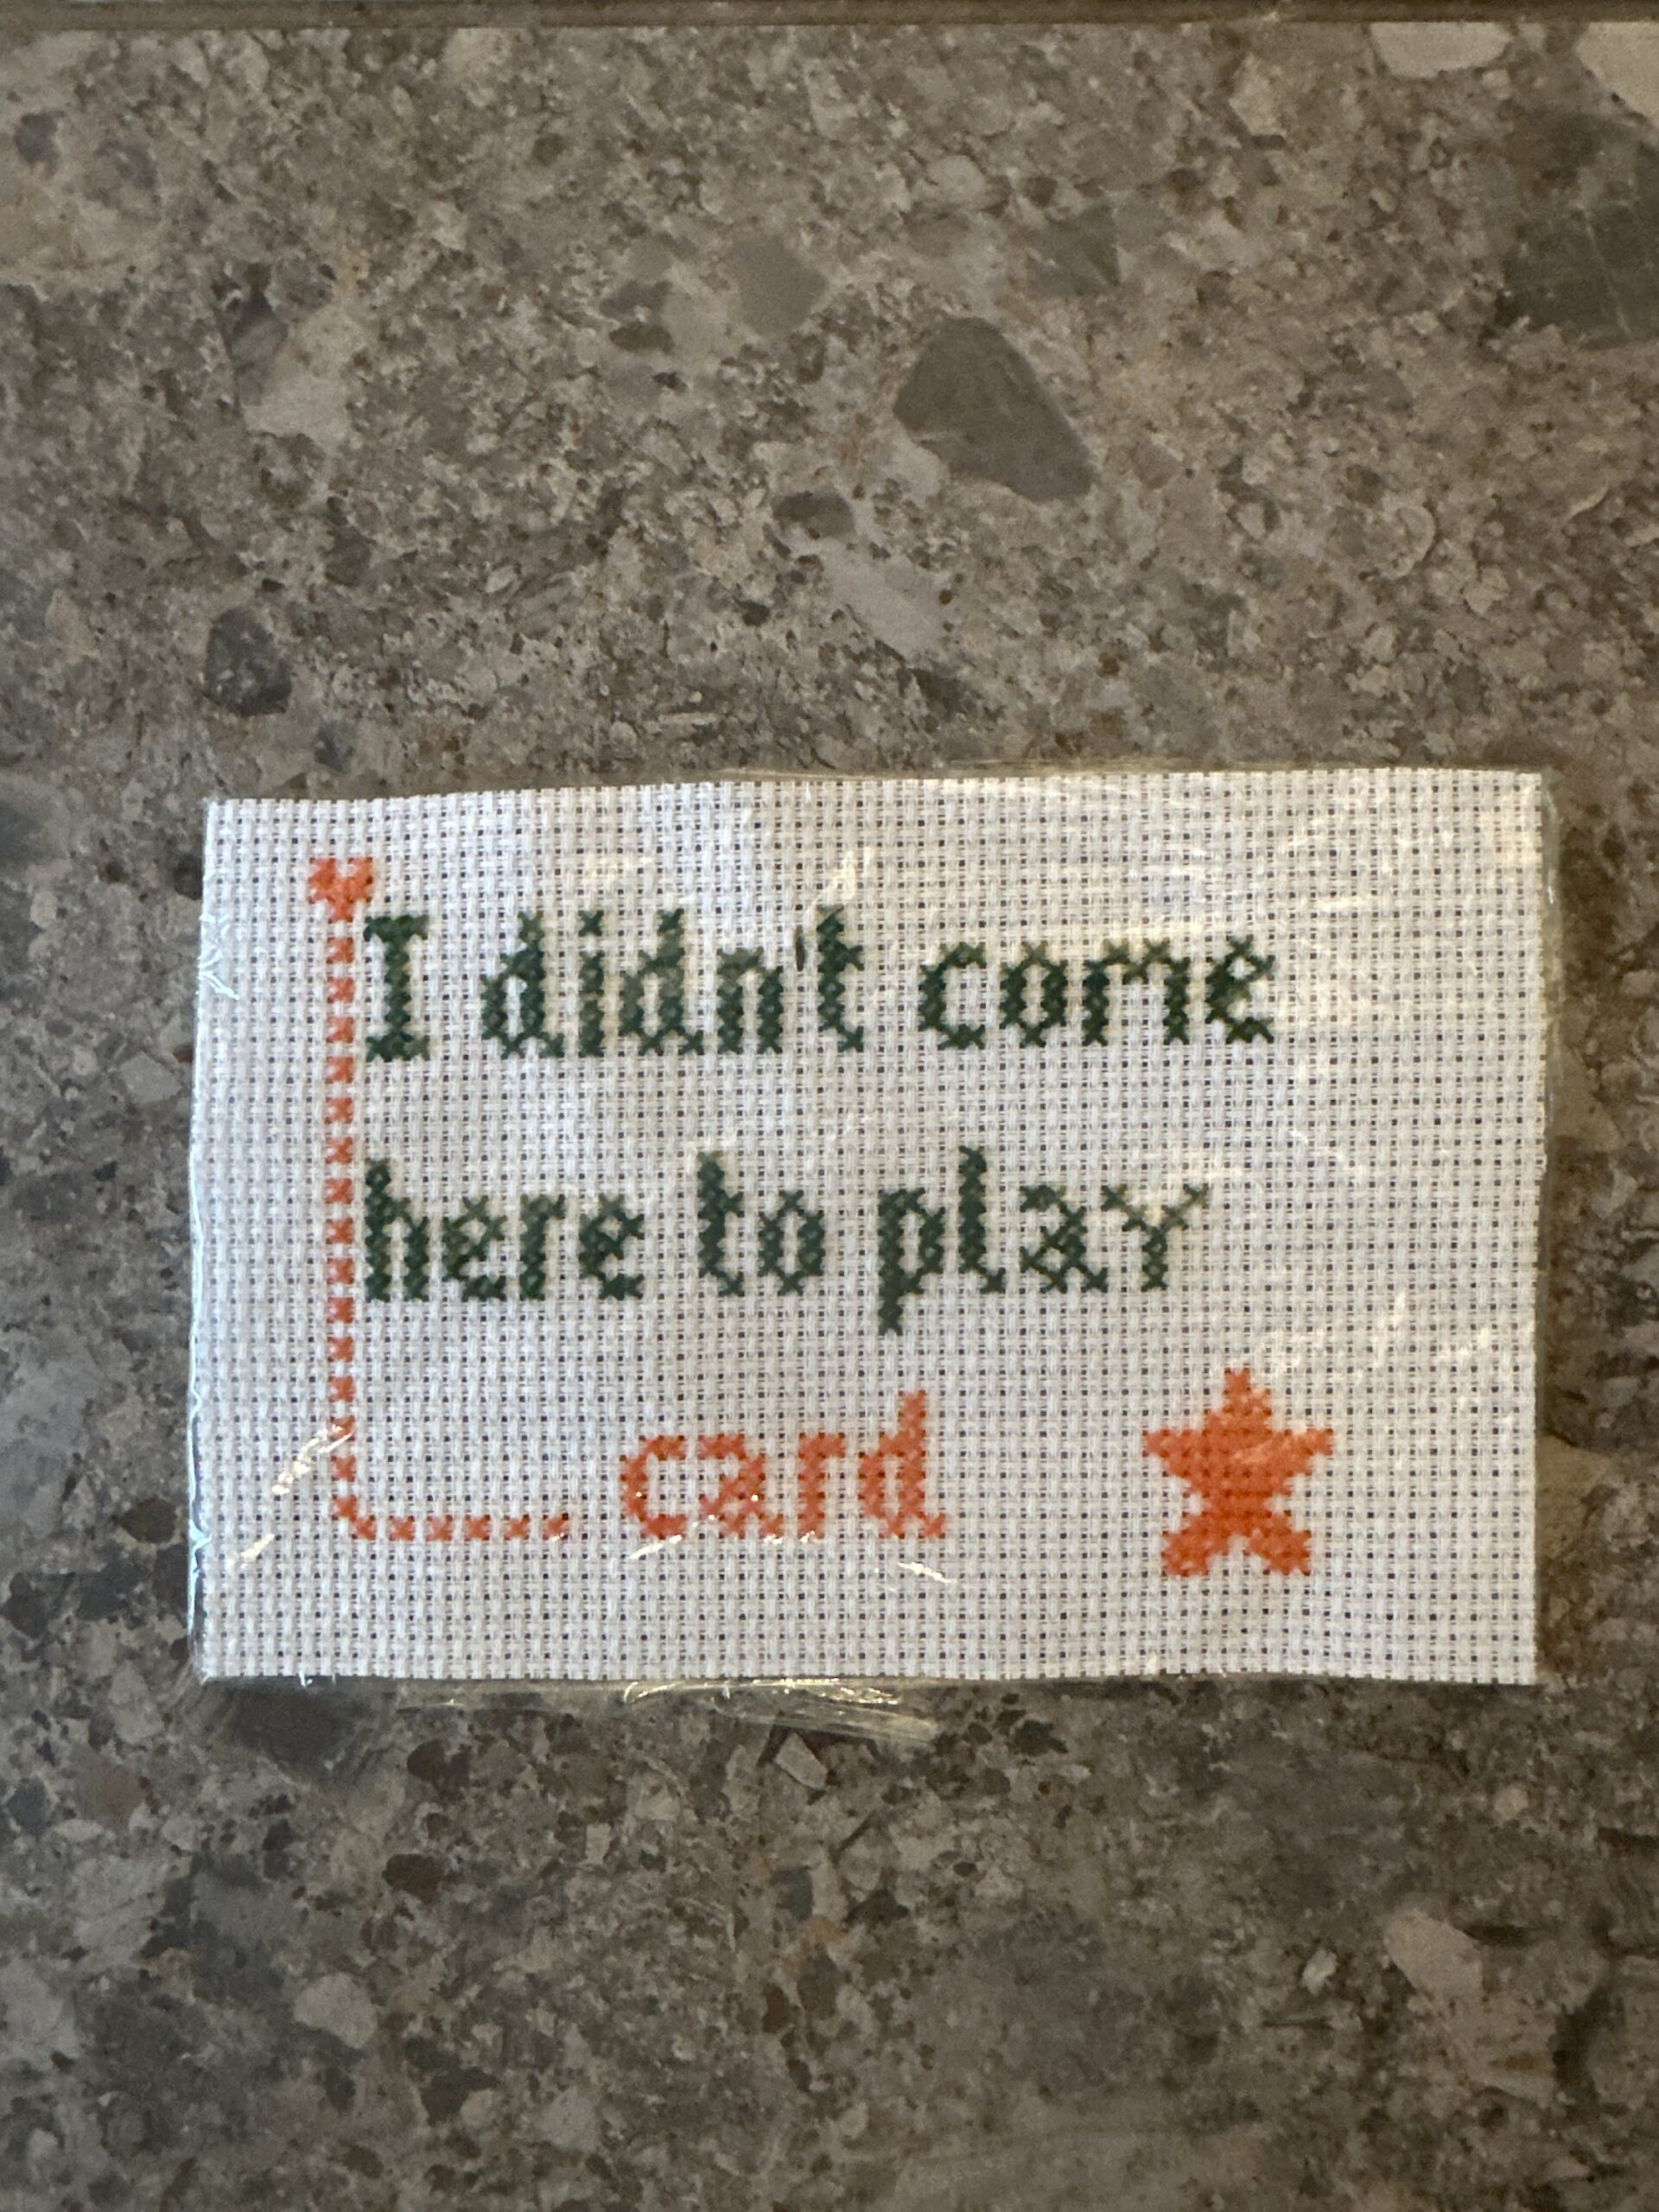 I didn't come
here to play
card